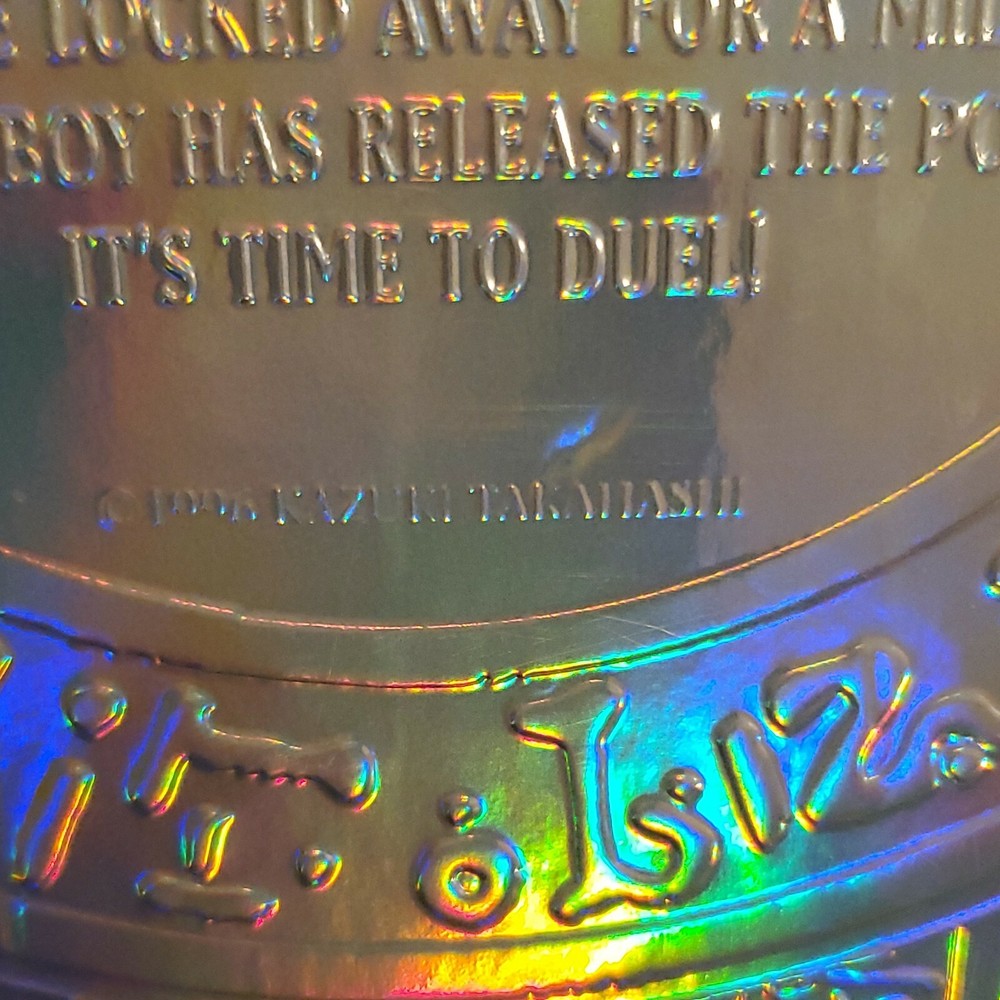 LOCKED AWAY FOR A
BOY HAS RELEASED THE
IT'S TIME TO DUEL!
© 1996 KAZUKI TAKAHASHI